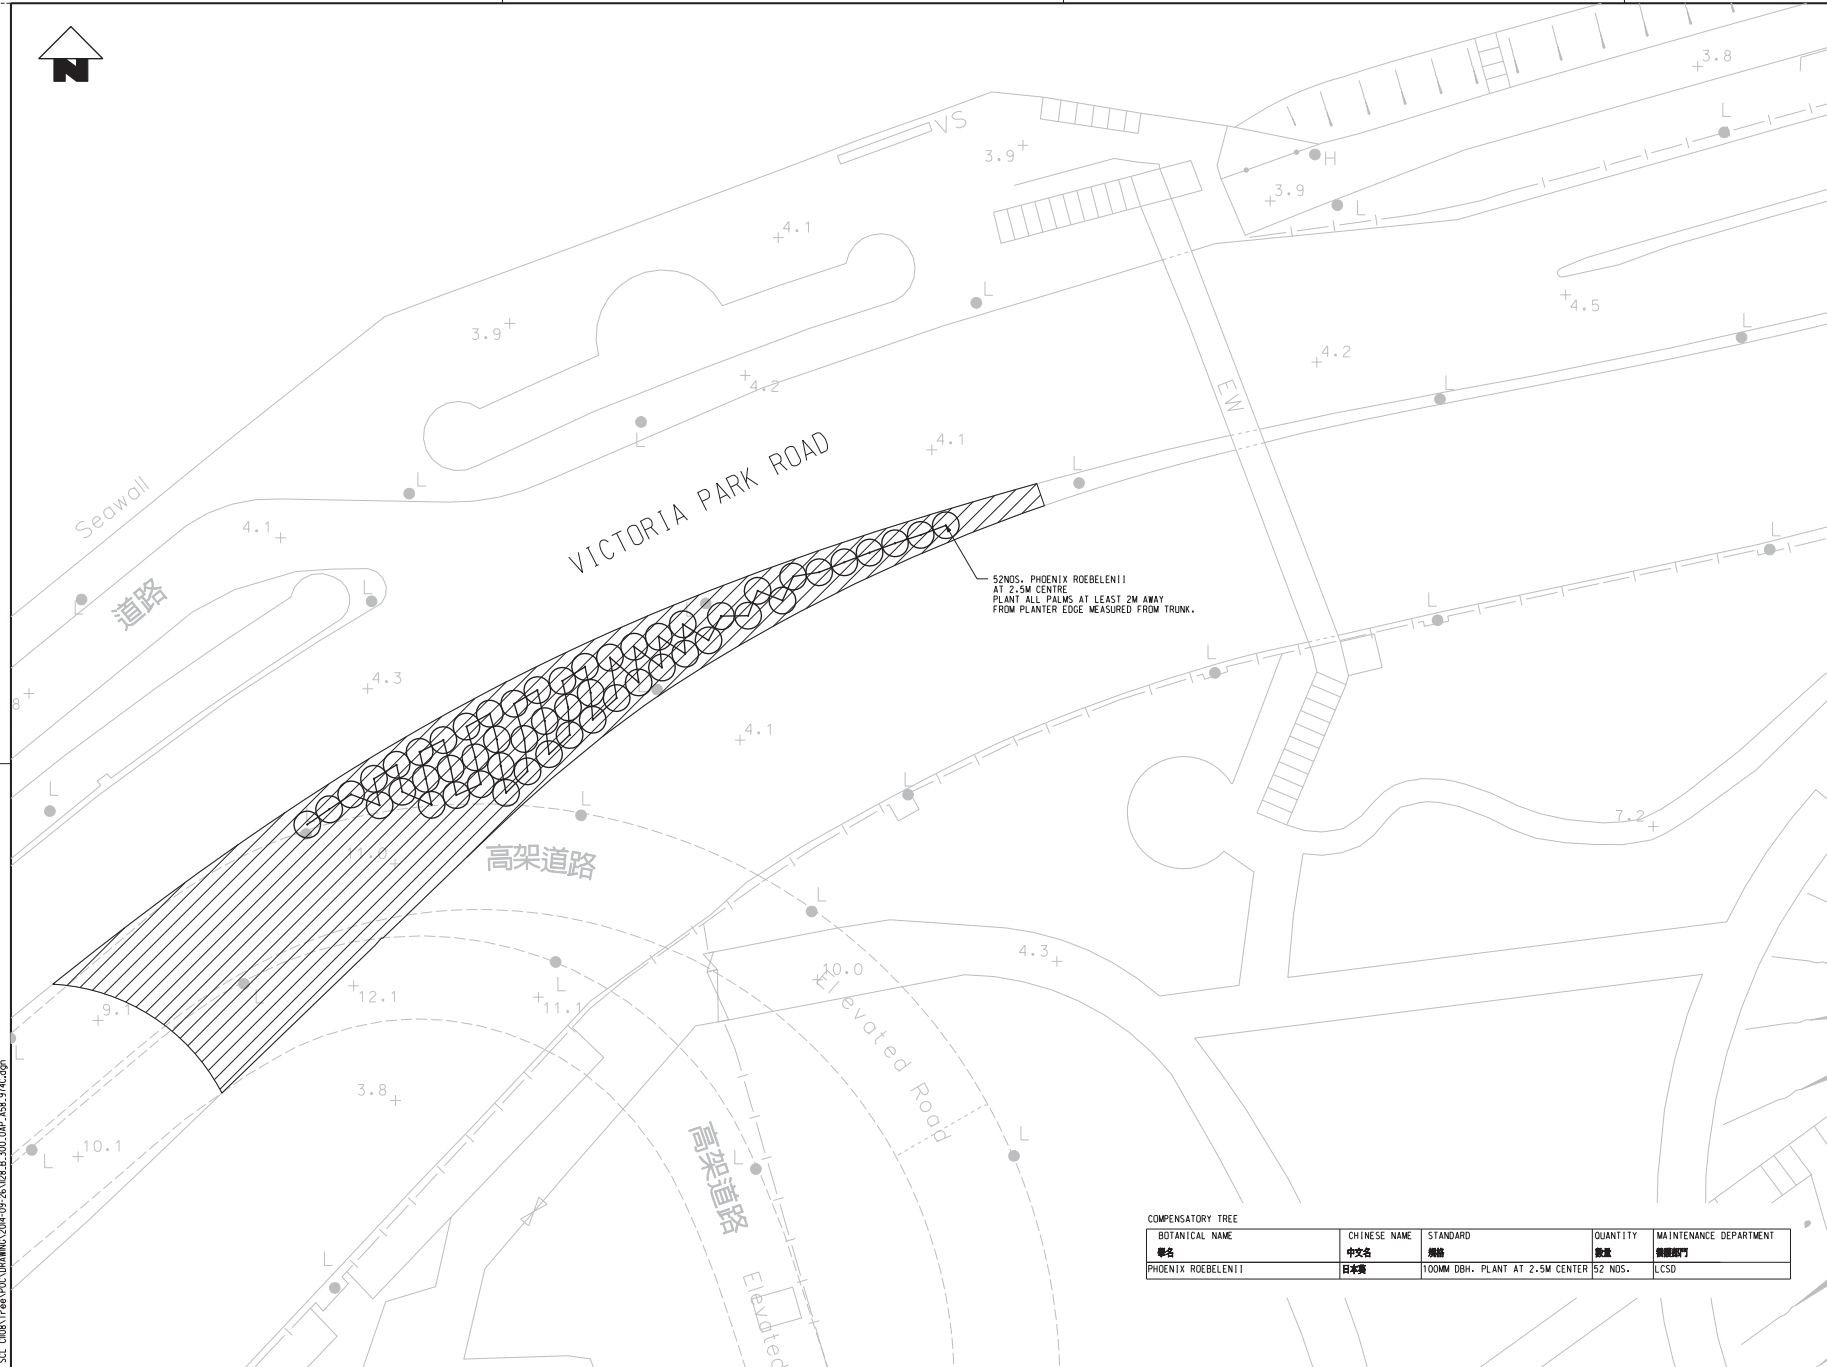 N
3.8
L
VS
3.9
H
3.9
L
4.1
L
4.5
3.9
L
4.2
4.2
L
EW
L
4.1
VICTORIA PARK ROAD
L
L
Seawall
4.1
L
L
道路
L
52NOS. PHOENIX ROEBELENII
AT 2.5M CENTRE
PLANT ALL PALMS AT LEAST 2M AWAY
FROM PLANTER EDGE MEASURED FROM TRUNK.
L
L
4.3
8
4.1
L
L
L
7.2
高架道路
11.0
L
4.3
10.0
L
12.1
11.1
L
9.1
L
Elevated Road
3.8
10.1
L
L
高架道路
L
L
Elevated
COMPENSATORY TREE
BOTANICAL NAME CHINESE NAME STANDARD QUANTITY MAINTENANCE DEPARTMENT
學名 中文名 規格 數量 養護部門
PHOENIX ROEBELENII 日本葵 100MM DBH. PLANT AT 2.5M CENTER 52 NOS. LCSD